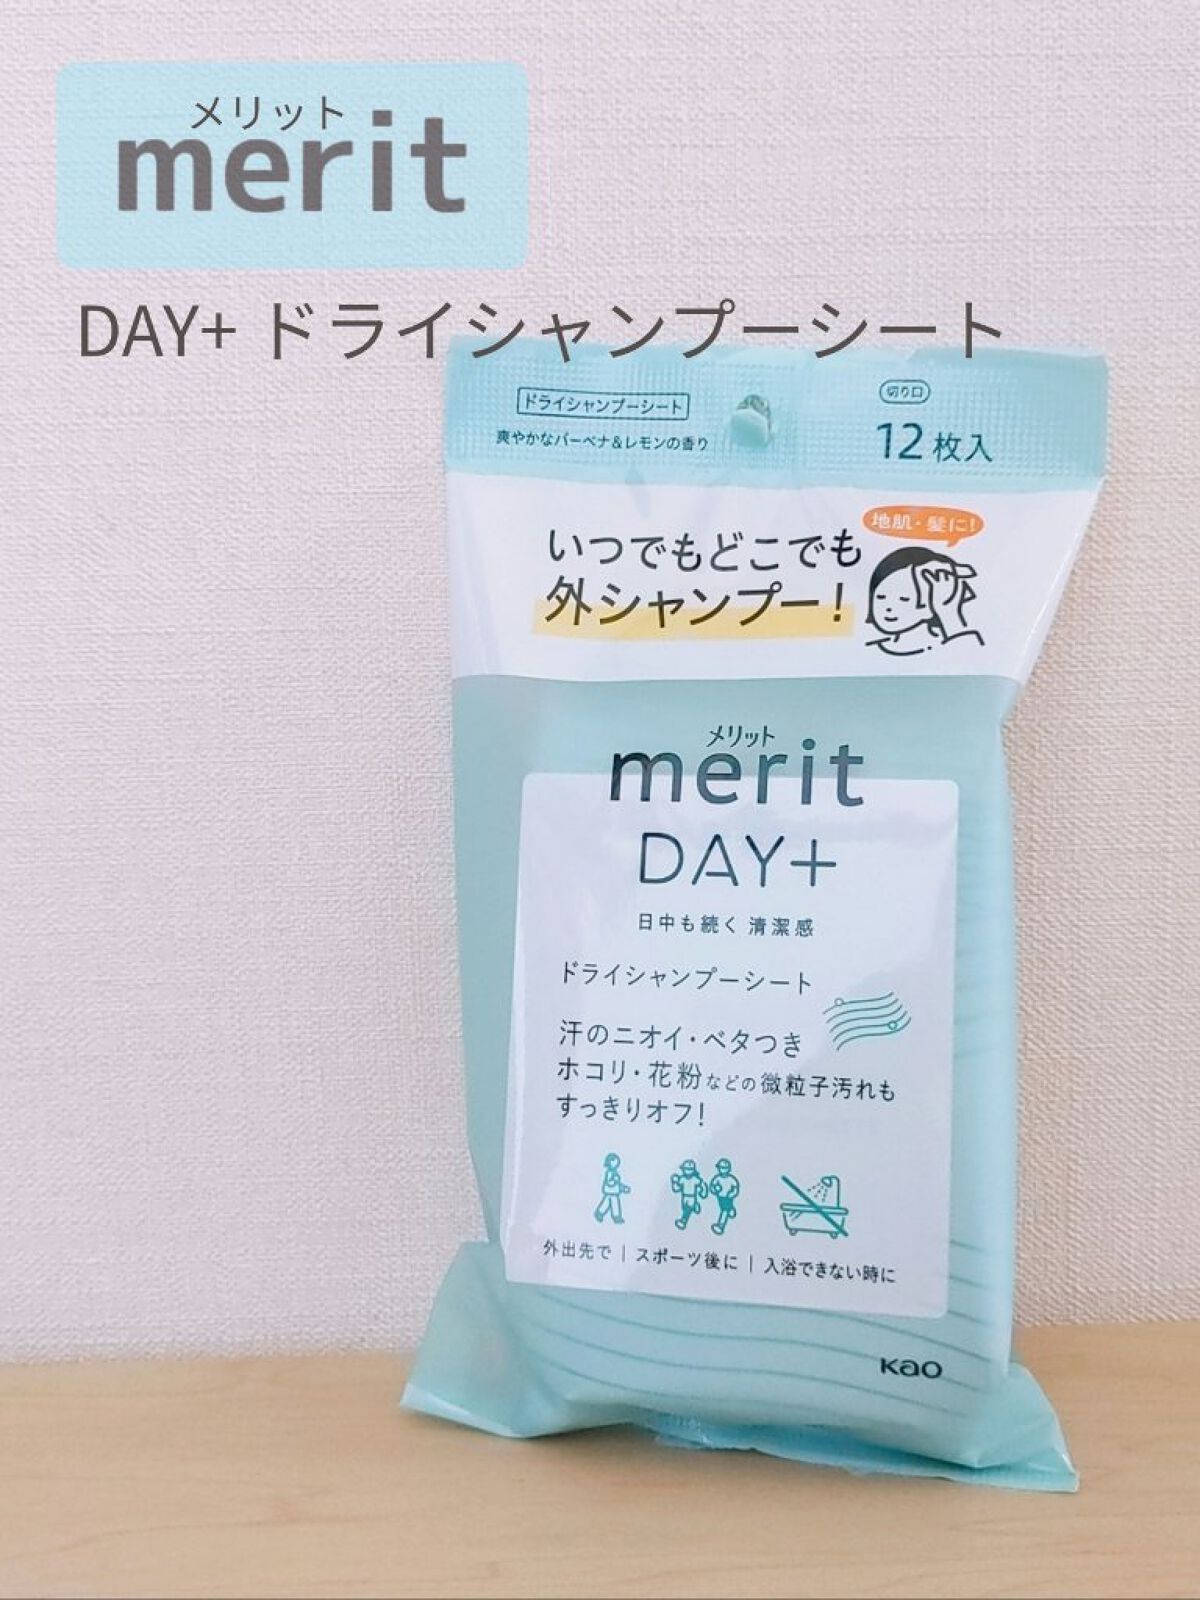 メリット
merit
DAY+ ドライシャンプーシート
ドライシャンプーシート
爽やかなバーベナ&レモンの香り
切り口
12枚入
地肌・髪に!
いつでもどこでも
外シャンプー!
メリット
merit
DAY+
日中も続く 清潔感
ドライシャンプーシート
汗のニオイ・ベタつき
ホコリ・花粉などの微粒子汚れも
すっきりオフ!
外出先で | スポーツ後に | 入浴できない時に
Kao